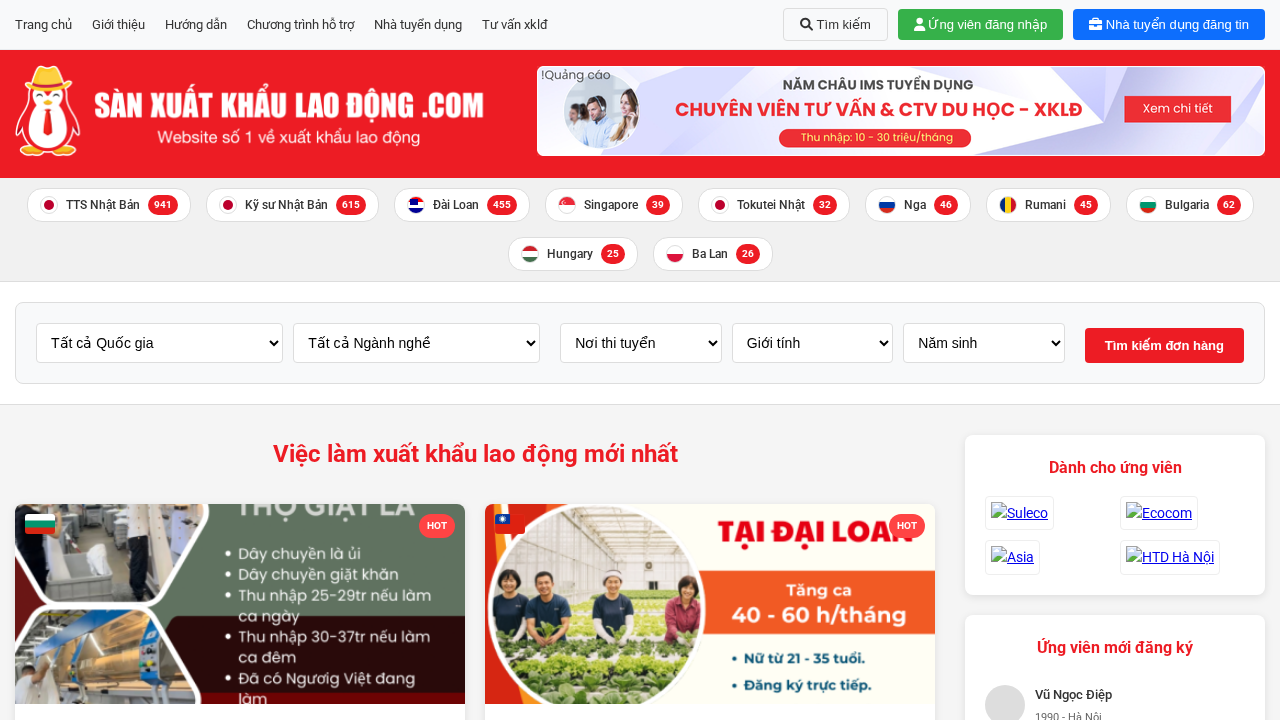 Trang chủ Giới thiệu Hướng dẫn Chương trình hỗ trợ Nhà tuyển dụng Tư vấn xklđ Tìm kiếm Ứng viên đăng nhập Nhà tuyển dụng đăng tin
SÀN XUẤT KHẨU LAO ĐỘNG .COM
Website số 1 về xuất khẩu lao động
!Quảng cáo
NĂM CHÂU IMS TUYỂN DỤNG
CHUYÊN VIÊN TƯ VẤN & CTV DU HỌC - XKLĐ
Thu nhập: 10 - 30 triệu/tháng
Xem chi tiết
TTS Nhật Bản 941 Kỹ sư Nhật Bản 615 Đài Loan 455 Singapore 39 Tokutei Nhật 32 Nga 46 Rumani 45 Bulgaria 62
Hungary 25 Ba Lan 26
Tất cả Quốc gia Tất cả Ngành nghề Nơi thi tuyển Giới tính Năm sinh Tìm kiếm đơn hàng
Việc làm xuất khẩu lao động mới nhất
THỢ GIẶT LÀ
HOT
• Dây chuyền là ủi
• Dây chuyền giặt khăn
• Thu nhập 25-29tr nếu làm
ca ngày
• Thu nhập 30-37tr nếu làm
ca đêm
• Đã có Ngươig Việt đang
làm
TẠI ĐÀI LOAN
HOT
Tăng ca
40 - 60 h/tháng
• Nữ từ 21 - 35 tuổi.
• Đăng ký trực tiếp.
Dành cho ứng viên
Suleco Ecocom
Asia HTD Hà Nội
Ứng viên mới đăng ký
Vũ Ngọc Điệp
1990 - Hà Nội